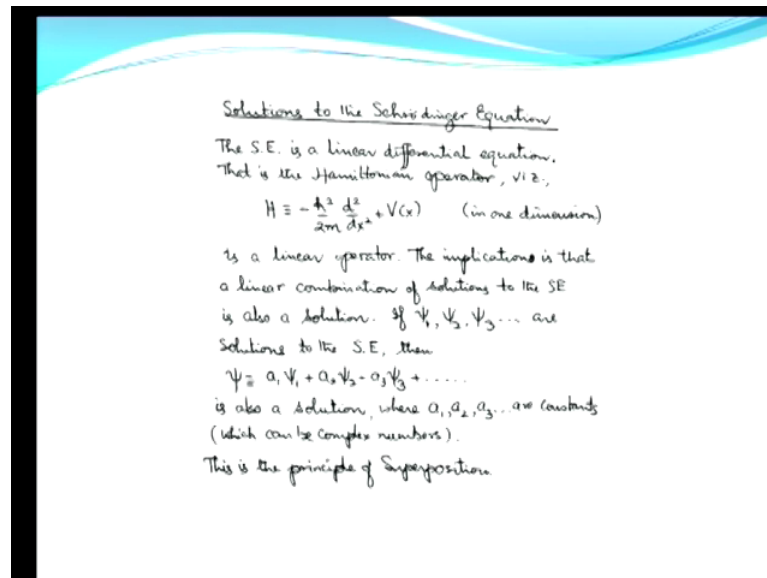 Solutions to the Schrödinger Equation
The S.E. is a linear differential equation.
That is the Hamiltonian operator, viz.,
H ≡ - ħ²/2m d²/dx² + V(x) (in one dimension)
is a linear operator. The implications is that
a linear combination of solutions to the SE
is also a solution. If Ψ₁, Ψ₂, Ψ₃ ... are
Solutions to the S.E., then
Ψ = a₁Ψ₁ + a₂Ψ₂ - a₃Ψ₃ + .....
is also a solution, where a₁, a₂, a₃... are constants
(which can be complex numbers).
This is the principle of Superposition.